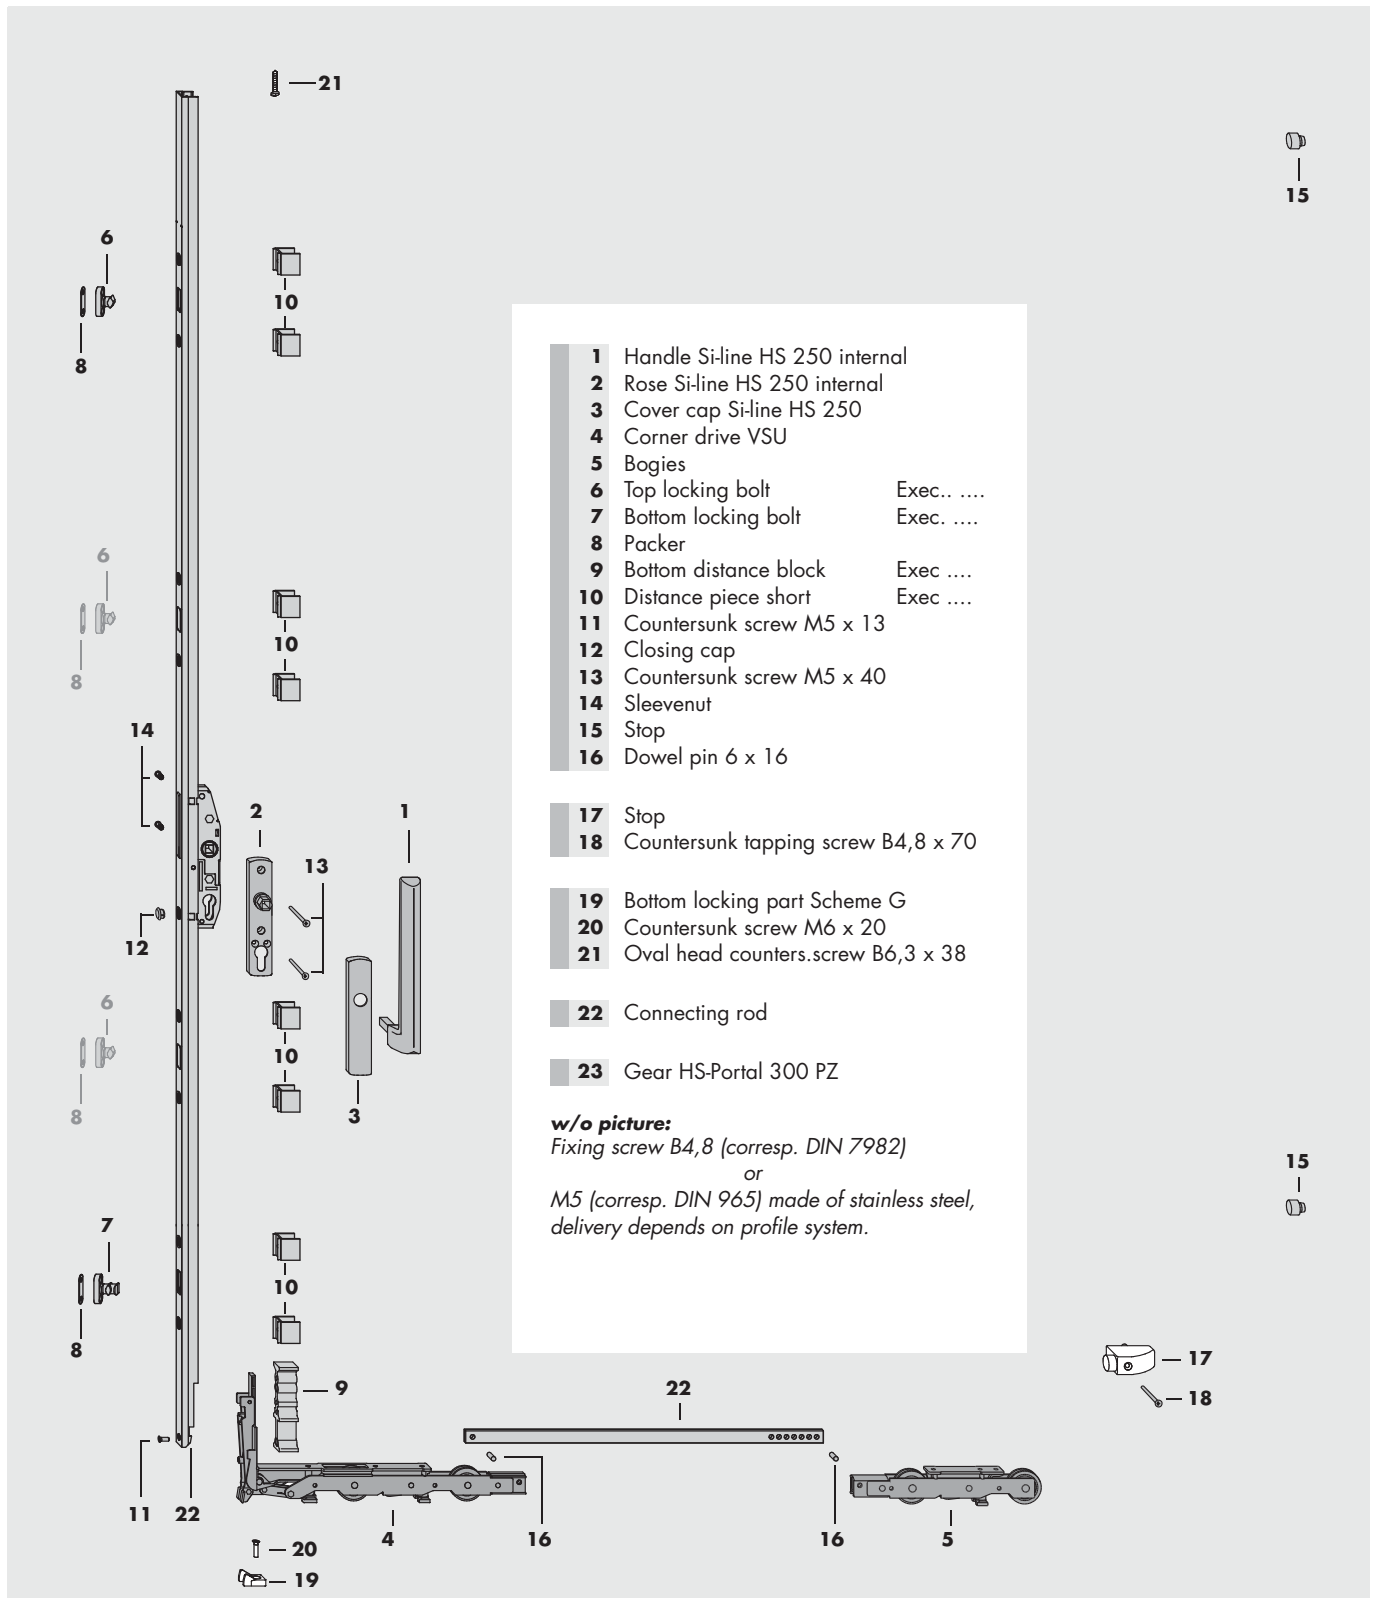 21
15
6
10
8
1 Handle Si-line HS 250 internal
2 Rose Si-line HS 250 internal
3 Cover cap Si-line HS 250
4 Corner drive VSU
5 Bogies
6 Top locking bolt Exec.. ....
7 Bottom locking bolt Exec. ....
8 Packer
9 Bottom distance block Exec ....
10 Distance piece short Exec ....
11 Countersunk screw M5 x 13
12 Closing cap
13 Countersunk screw M5 x 40
14 Sleevenut
15 Stop
16 Dowel pin 6 x 16
17 Stop
18 Countersunk tapping screw B4,8 x 70
19 Bottom locking part Scheme G
20 Countersunk screw M6 x 20
21 Oval head counters.screw B6,3 x 38
22 Connecting rod
23 Gear HS-Portal 300 PZ
w/o picture:
Fixing screw B4,8 (corresp. DIN 7982)
or
M5 (corresp. DIN 965) made of stainless steel,
delivery depends on profile system.
6
10
8
14
2
1
13
12
6
10
8
3
15
7
10
8
17
9
22
18
11
22
4
16
16
5
20
19